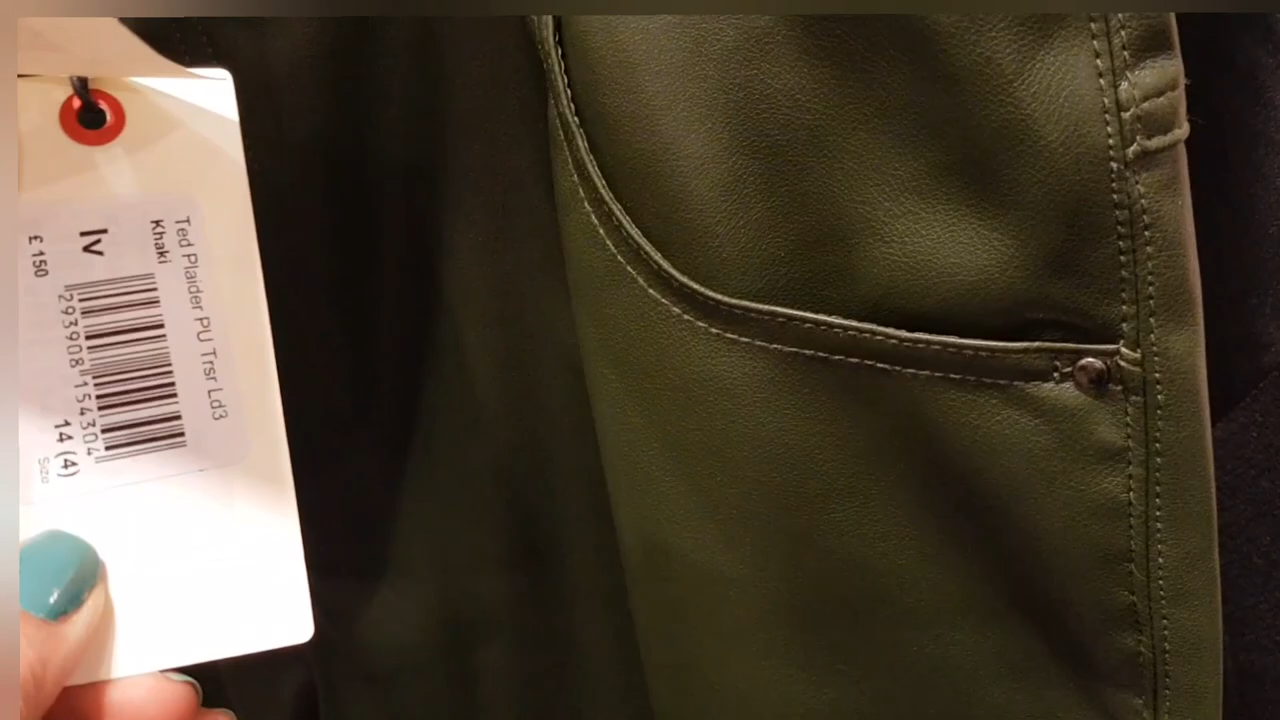 Ted Plaider PU Trsr Ld3
Khaki
lv
293908 154304
£ 150
14 (4)
Size